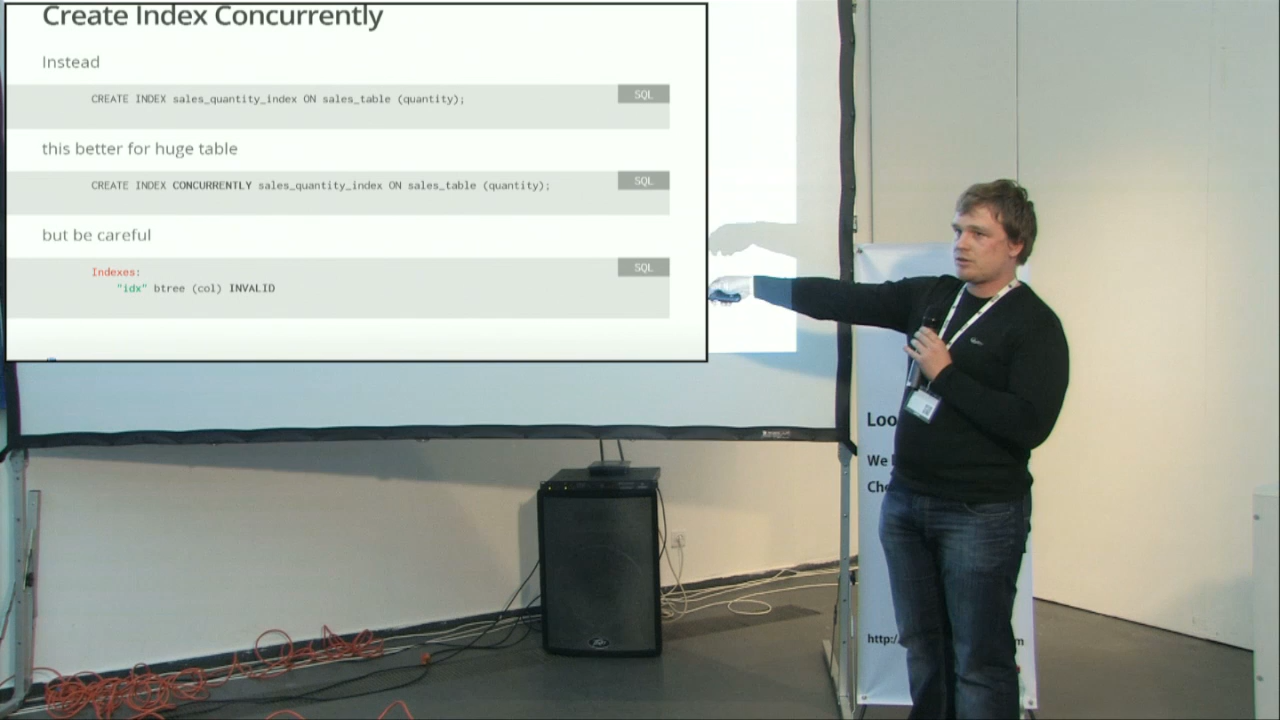 Create Index Concurrently
Instead
SQL
CREATE INDEX sales_quantity_index ON sales_table (quantity);
this better for huge table
SQL
CREATE INDEX CONCURRENTLY sales_quantity_index ON sales_table (quantity);
but be careful
SQL
Indexes:
"idx" btree (col) INVALID
Loo
We
Che
http:/
m